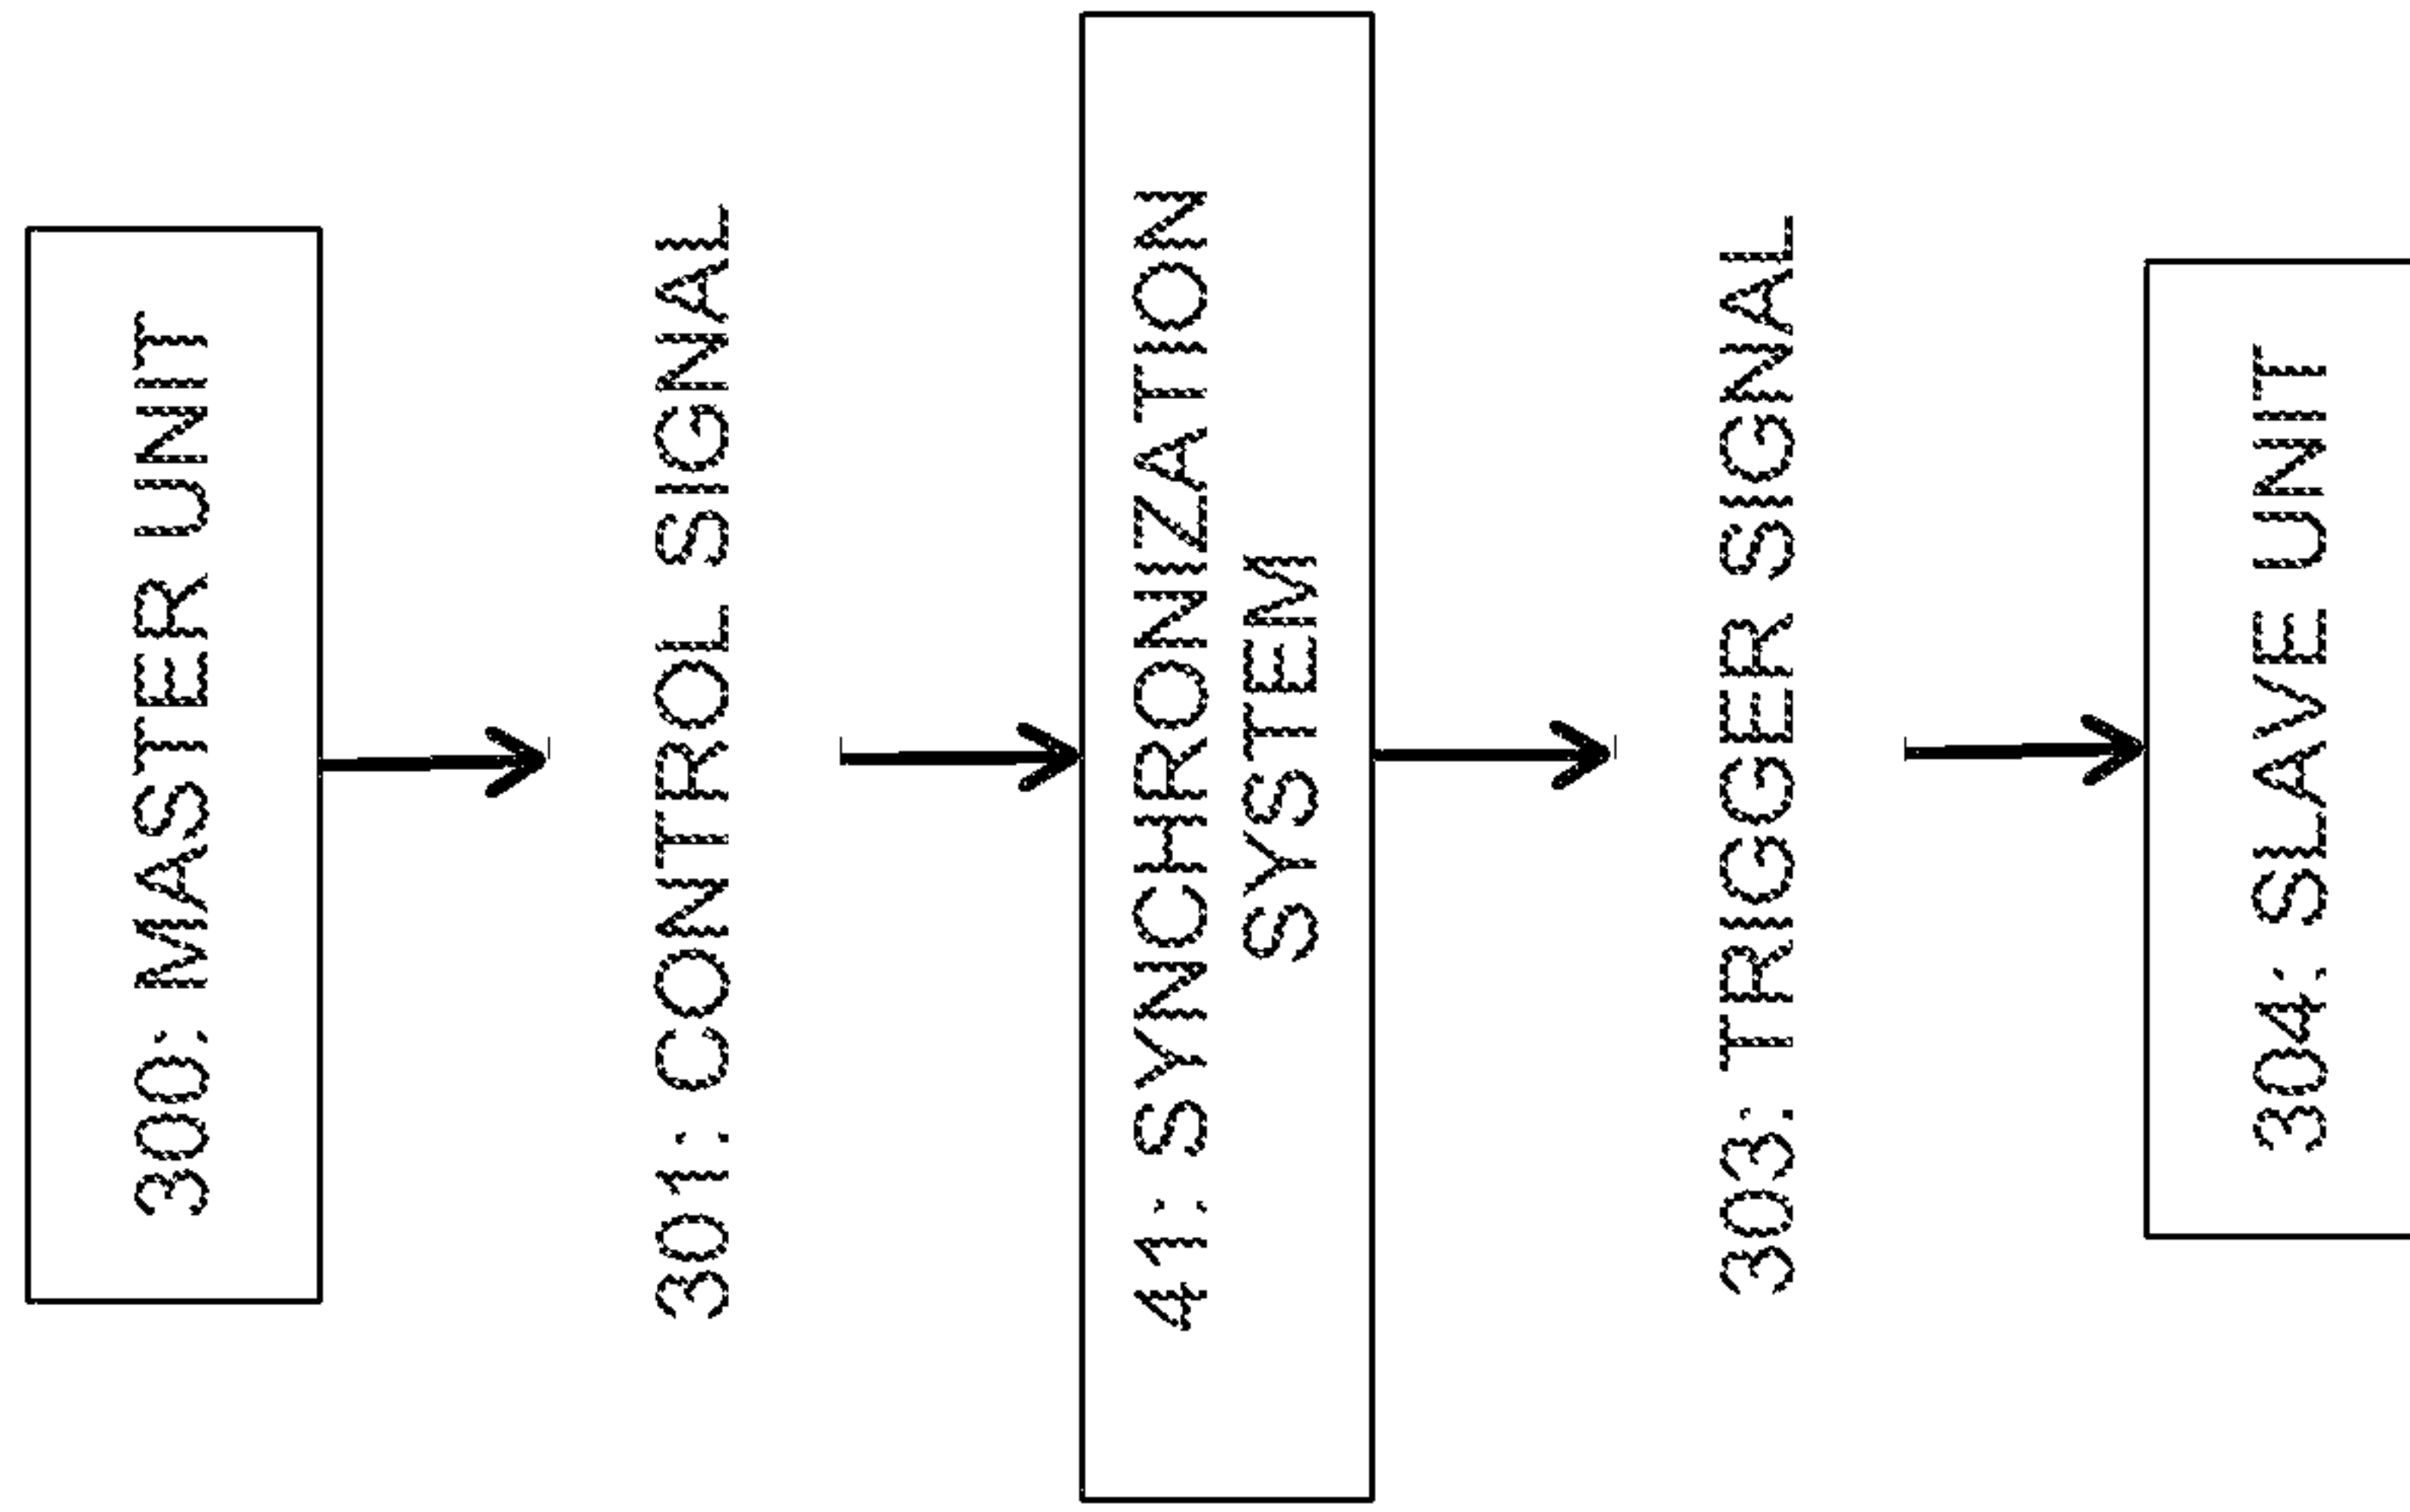 300: MASTER UNIT
301: CONTROL SIGNAL
41: SYNCHRONIZATION
SYSTEM
303: TRIGGER SIGNAL
304: SLAVE UNIT